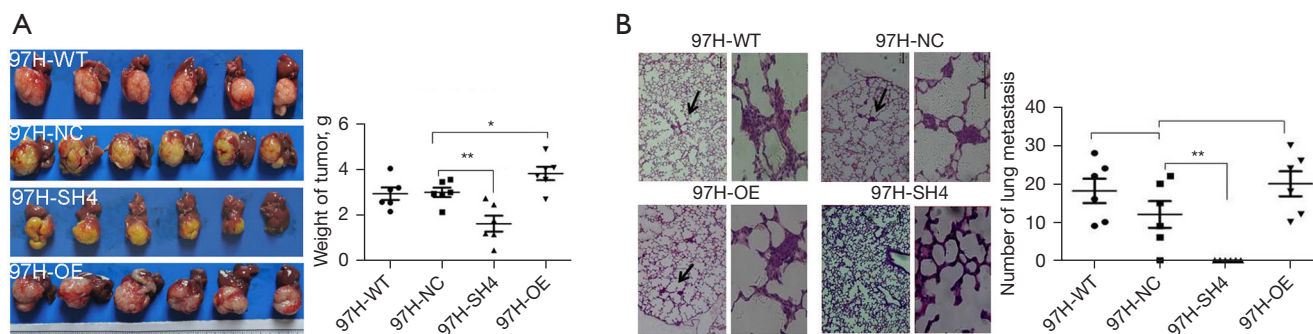 A
97H-WT
97H-NC
97H-SH4
97H-OE
Weight of tumor, g
6
4
2
0
*
**
97H-WT
97H-NC
97H-SH4
97H-OE
B
97H-WT
97H-NC
97H-OE
97H-SH4
Number of lung metastasis
40
30
20
10
0
**
97H-WT
97H-NC
97H-SH4
97H-OE